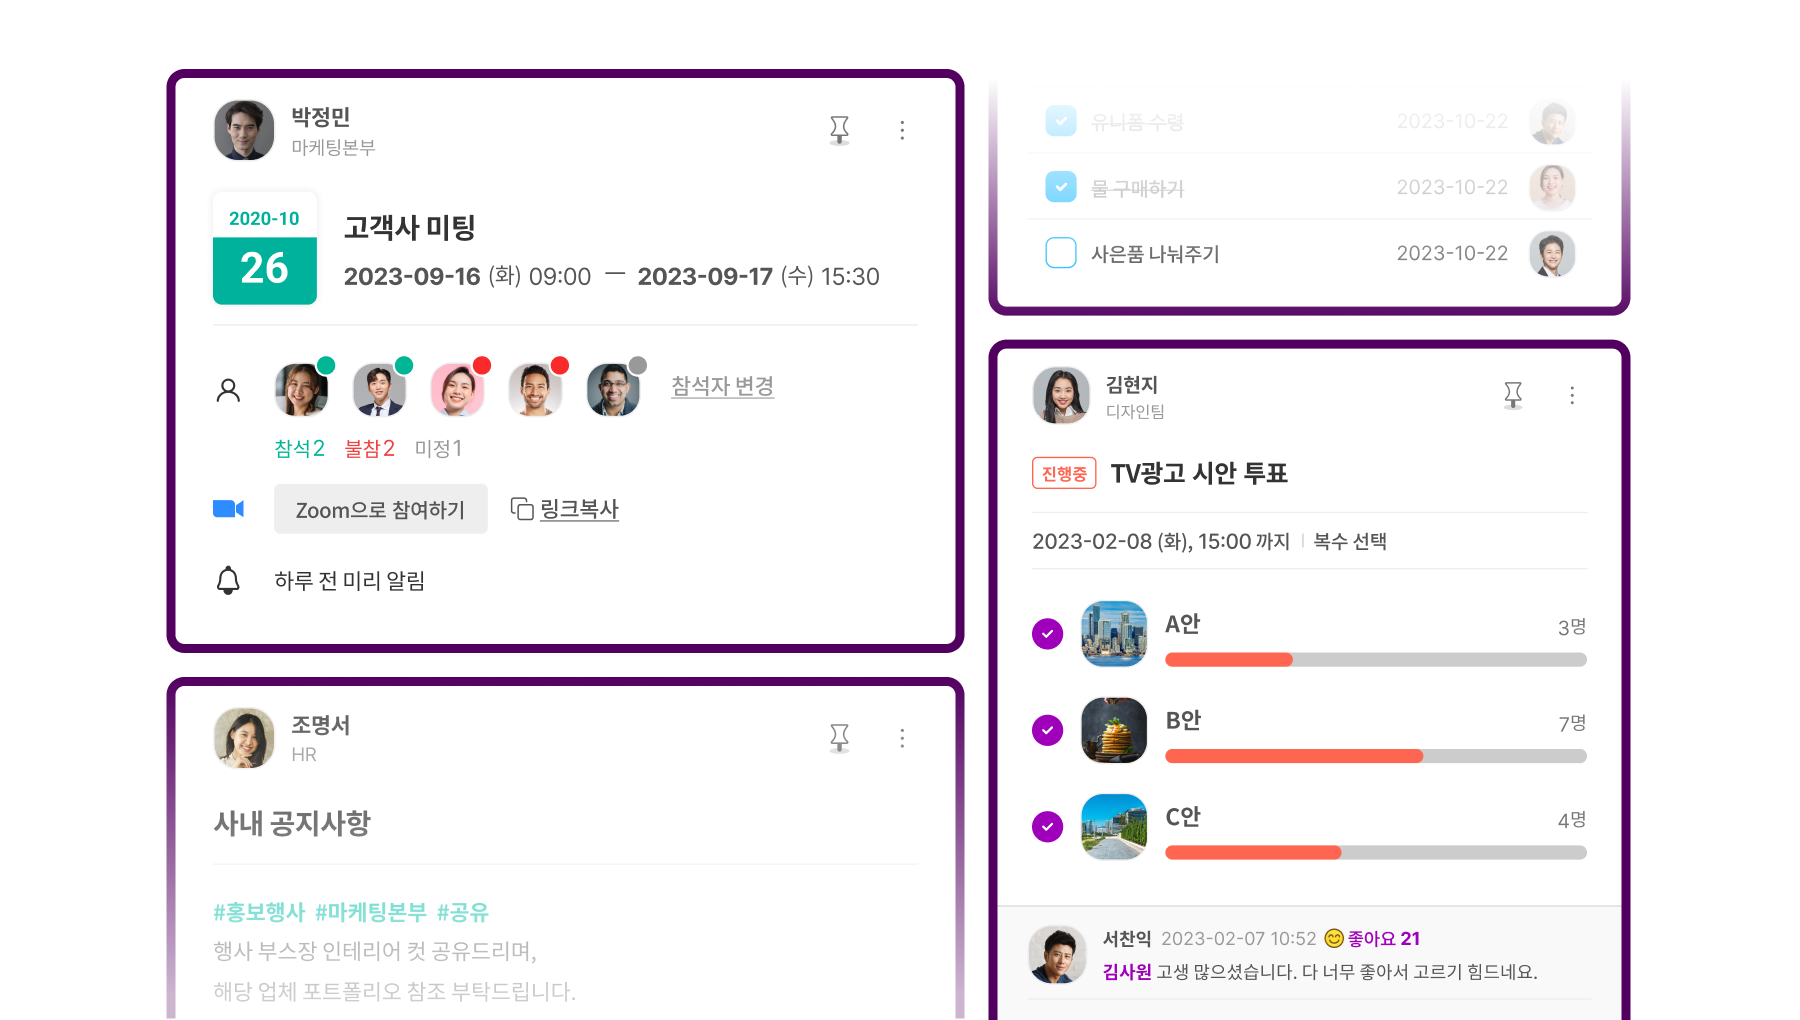 박정민
마케팅본부
2020-10
26
고객사 미팅
2023-09-16 (화) 09:00 — 2023-09-17 (수) 15:30
참석자 변경
참석2 불참2 미정1
Zoom으로 참여하기 링크복사
하루 전 미리 알림
조명서
HR
사내 공지사항
#홍보행사 #마케팅본부 #공유
행사 부스장 인테리어 컷 공유드리며,
해당 업체 포트폴리오 참조 부탁드립니다.
유니폼 수령 2023-10-22
물 구매하기 2023-10-22
사은품 나눠주기 2023-10-22
김현지
디자인팀
진행중 TV광고 시안 투표
2023-02-08 (화), 15:00 까지 | 복수 선택
A안 3명
B안 7명
C안 4명
서찬익 2023-02-07 10:52 좋아요 21
김사원 고생 많으셨습니다. 다 너무 좋아서 고르기 힘드네요.